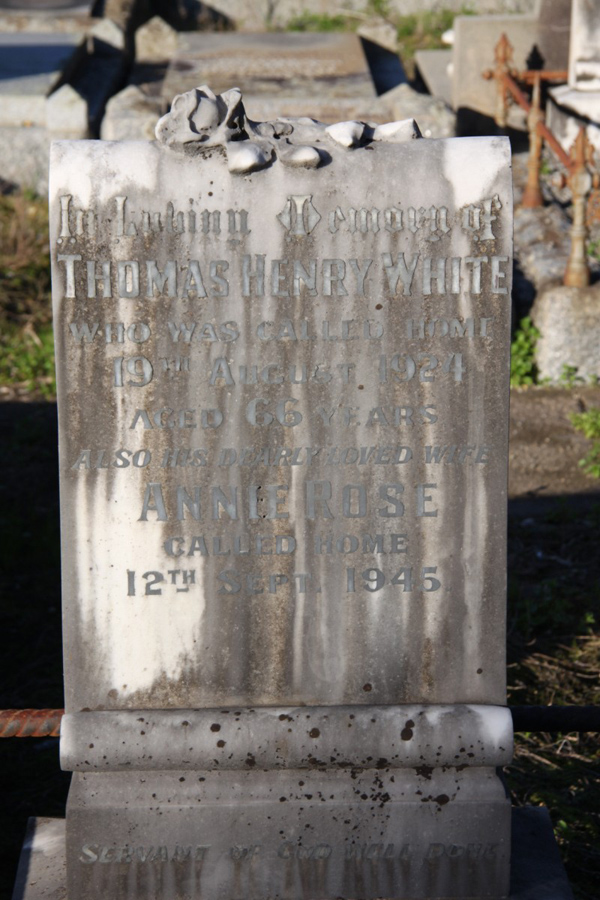 In Loving Memory of
THOMAS HENRY WHITE
WHO WAS CALLED HOME
19TH AUGUST 1924
AGED 66 YEARS
ALSO HIS DEARLY LOVED WIFE
ANNIE ROSE
CALLED HOME
12TH SEPT. 1945
SERVANT OF GOD WELL DONE